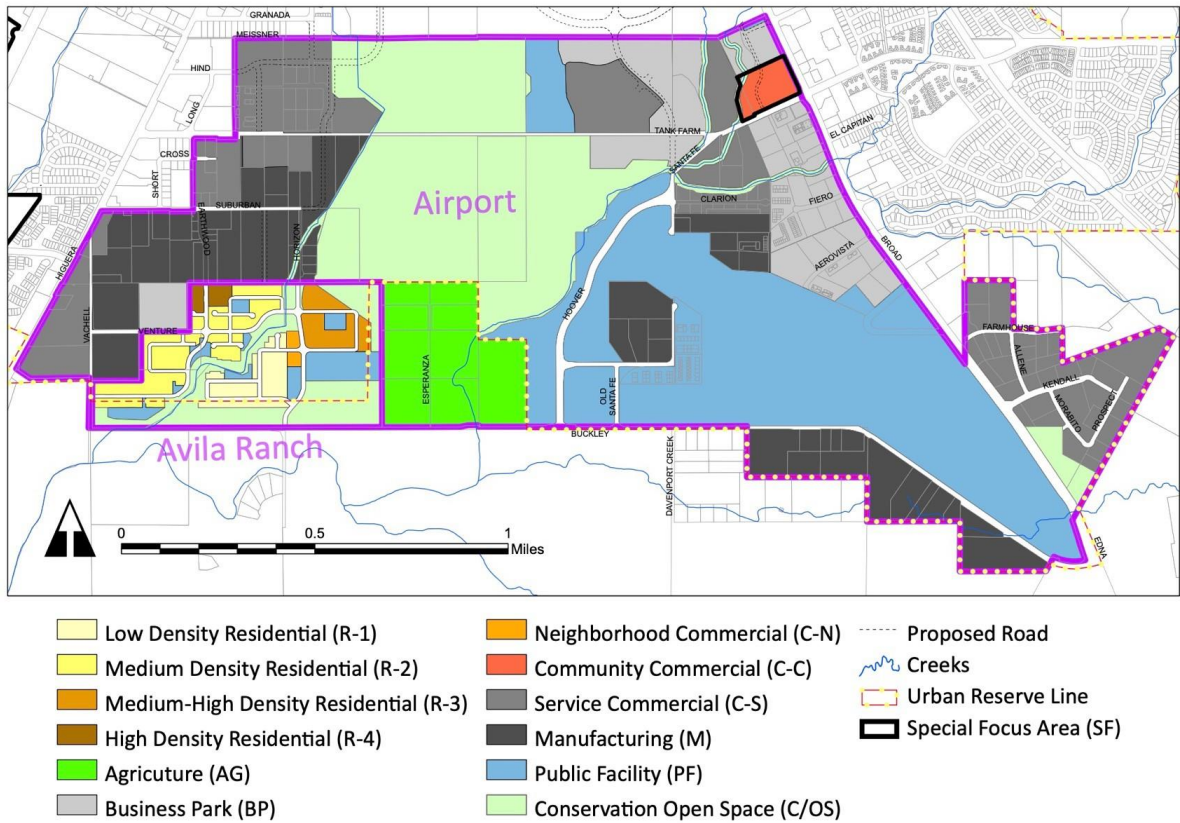 GRANADA
MEISSNER
HIND
LONG
TANK FARM
EL CAPITAN
CROSS
SHORT
SANTA FE
Airport
CLARION
FIERO
SUBURBAN
EARTHWOOD
HORIZON
HIGUERA
BROAD
AEROVISTA
HOOVER
VACHELL
VENTURE
FARMHOUSE
ALLENE
KENDALL
ESPERANZA
OLD
SANTA FE
MORABITO
PROSPECT
BUCKLEY
Avila Ranch
DAVENPORT CREEK
EDNA
0 0.5 1
Miles
Low Density Residential (R-1)
Medium Density Residential (R-2)
Medium-High Density Residential (R-3)
High Density Residential (R-4)
Agricuture (AG)
Business Park (BP)
Neighborhood Commercial (C-N)
Community Commercial (C-C)
Service Commercial (C-S)
Manufacturing (M)
Public Facility (PF)
Conservation Open Space (C/OS)
Proposed Road
Creeks
Urban Reserve Line
Special Focus Area (SF)